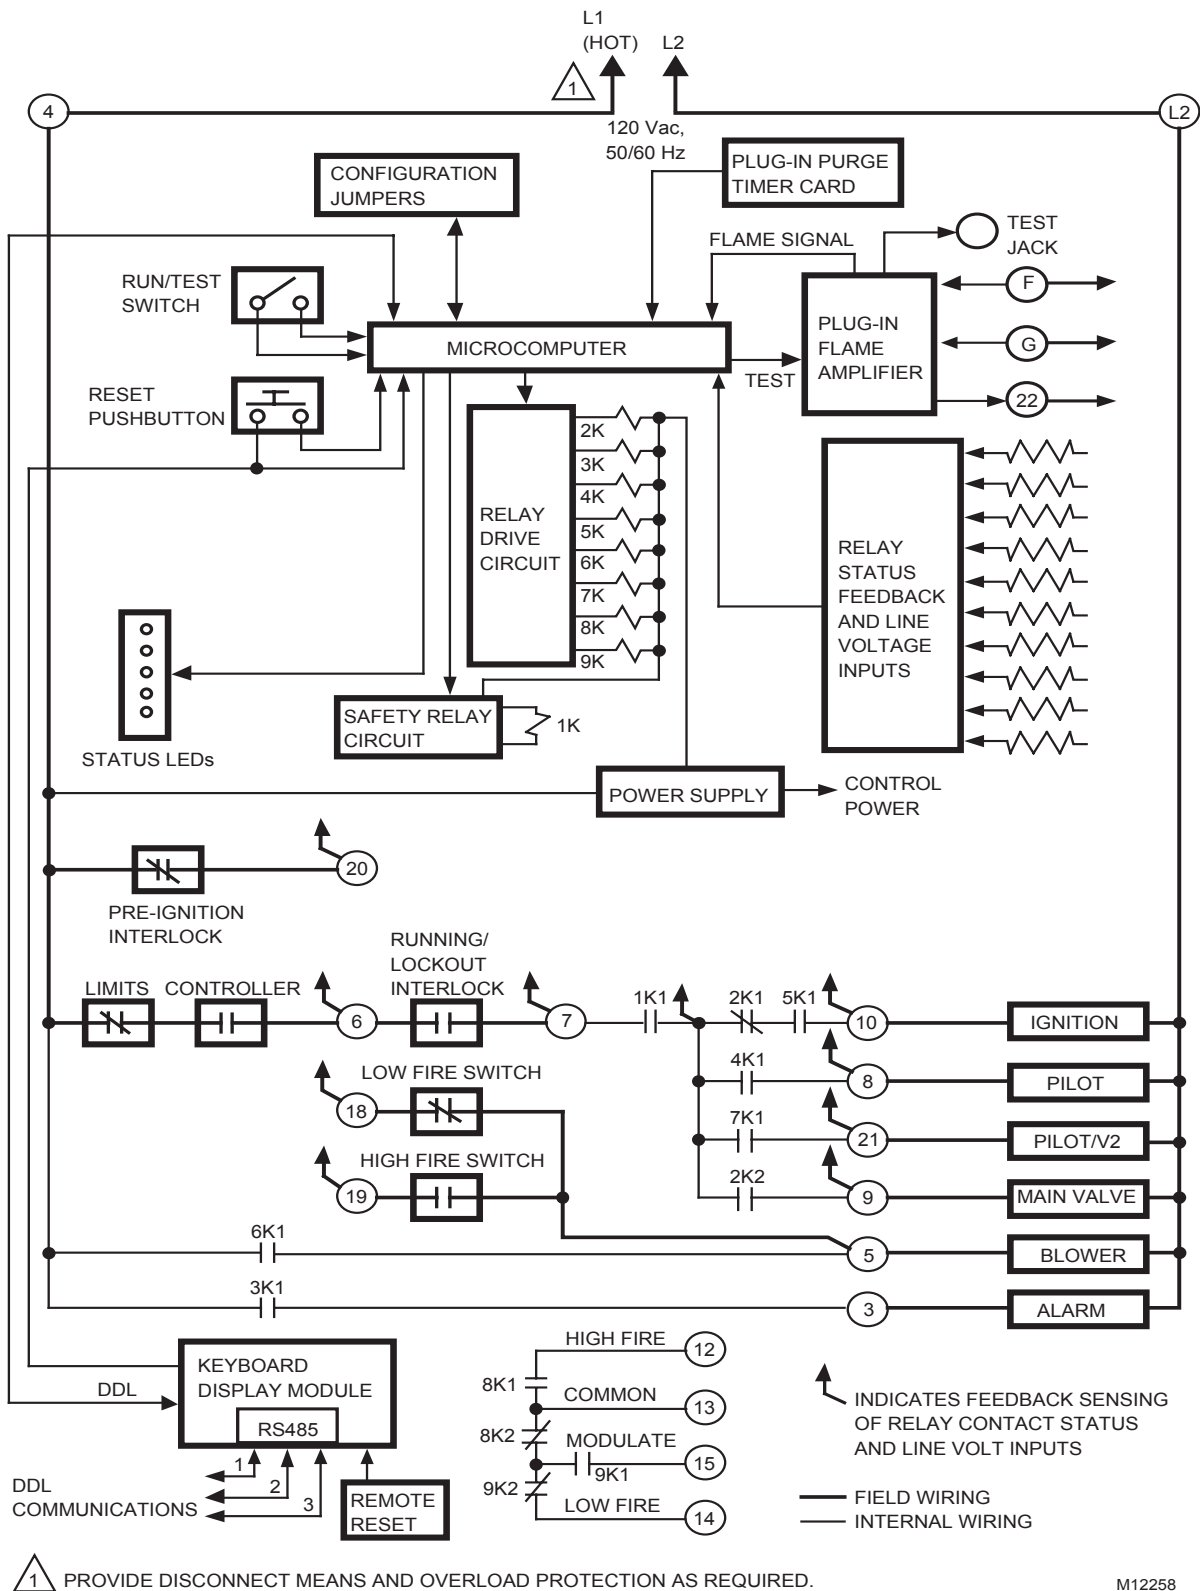 L1
(HOT)
L2
1
4
L2
120 Vac,
50/60 Hz
CONFIGURATION
JUMPERS
PLUG-IN PURGE
TIMER CARD
FLAME SIGNAL
TEST
JACK
RUN/TEST
SWITCH
F
PLUG-IN
FLAME
AMPLIFIER
MICROCOMPUTER
G
TEST
RESET
PUSHBUTTON
22
2K
3K
4K
5K
6K
7K
8K
9K
RELAY
DRIVE
CIRCUIT
RELAY
STATUS
FEEDBACK
AND LINE
VOLTAGE
INPUTS
SAFETY RELAY
CIRCUIT
1K
STATUS LEDs
POWER SUPPLY
CONTROL
POWER
20
PRE-IGNITION
INTERLOCK
RUNNING/
LOCKOUT
INTERLOCK
LIMITS
CONTROLLER
6
7
1K1
2K1
5K1
10
IGNITION
LOW FIRE SWITCH
18
4K1
8
PILOT
7K1
21
PILOT/V2
HIGH FIRE SWITCH
19
2K2
9
MAIN VALVE
6K1
5
BLOWER
3K1
3
ALARM
KEYBOARD
DISPLAY MODULE
RS485
DDL
1
2
3
DDL
COMMUNICATIONS
REMOTE
RESET
HIGH FIRE
12
8K1
COMMON
13
8K2
MODULATE
15
9K1
9K2
LOW FIRE
14
INDICATES FEEDBACK SENSING
OF RELAY CONTACT STATUS
AND LINE VOLT INPUTS
FIELD WIRING
INTERNAL WIRING
1 PROVIDE DISCONNECT MEANS AND OVERLOAD PROTECTION AS REQUIRED.
M12258